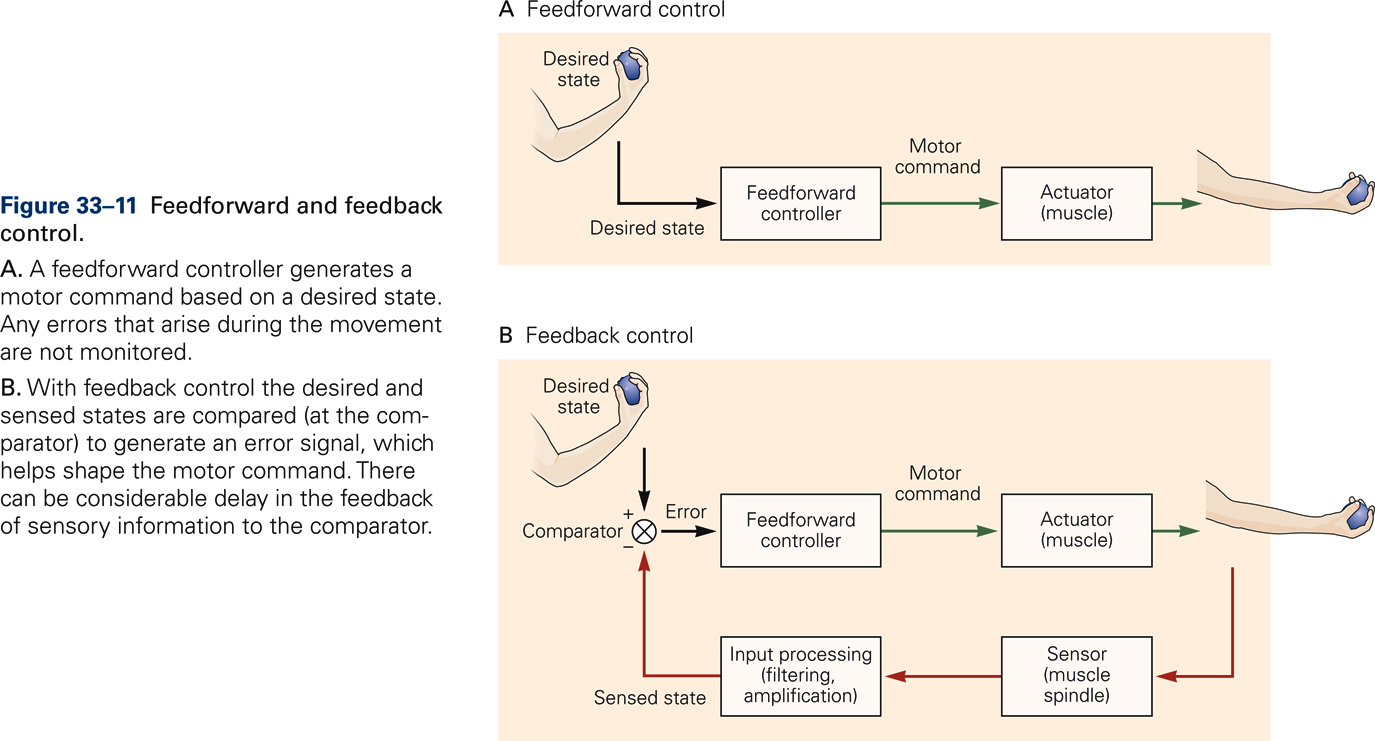 Figure 33–11 Feedforward and feedback
control.
A. A feedforward controller generates a
motor command based on a desired state.
Any errors that arise during the movement
are not monitored.
B. With feedback control the desired and
sensed states are compared (at the com-
parator) to generate an error signal, which
helps shape the motor command. There
can be considerable delay in the feedback
of sensory information to the comparator.
A Feedforward control
Desired
state
Desired state
Feedforward
controller
Motor
command
Actuator
(muscle)
B Feedback control
Desired
state
Comparator
+
−
Error
Feedforward
controller
Motor
command
Actuator
(muscle)
Sensor
(muscle
spindle)
Input processing
(filtering,
amplification)
Sensed state